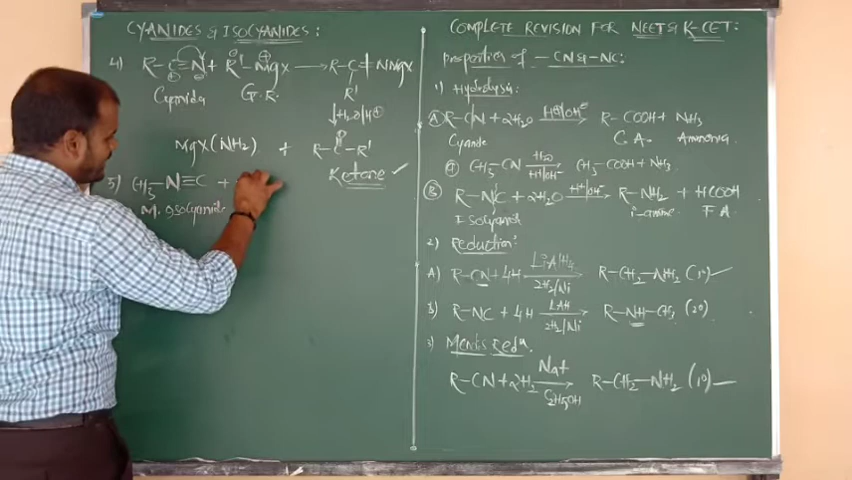 CYANIDES & ISOCYANIDES :
4) R-C≡N + R'-Mgx → R-C=NMgx
R'
Cyanide G.R.
↓H2O/H⊕
Mgx(NH2) + R-C-R'
O
Ketone ✓
5) CH3-N≡C +
M. isocyanide
COMPLETE REVISION FOR NEET & K-CET:
properties of -CN & -NC:
1) Hydrolysis:
A) R-CN + 2H2O H⊕/OH⊖ → R-COOH + NH3
Cyanide C.A. Ammonia
CH3-CN H2O → CH3-COOH + NH3
H+/OH-
B) R-NC + 2H2O H+/OH- → R-NH2 + HCOOH
Isocyanide 1°-amine F.A.
2) Reduction:
A) R-CN + 4H LiAlH4 → R-CH2-NH2 (1°)
2H2/Ni
B) R-NC + 4H LAH → R-NH-CH3 (2°)
2H2/Ni
3) Mendis Redn.
R-CN + 2H2 Na+ → R-CH2-NH2 (1°)
C2H5OH